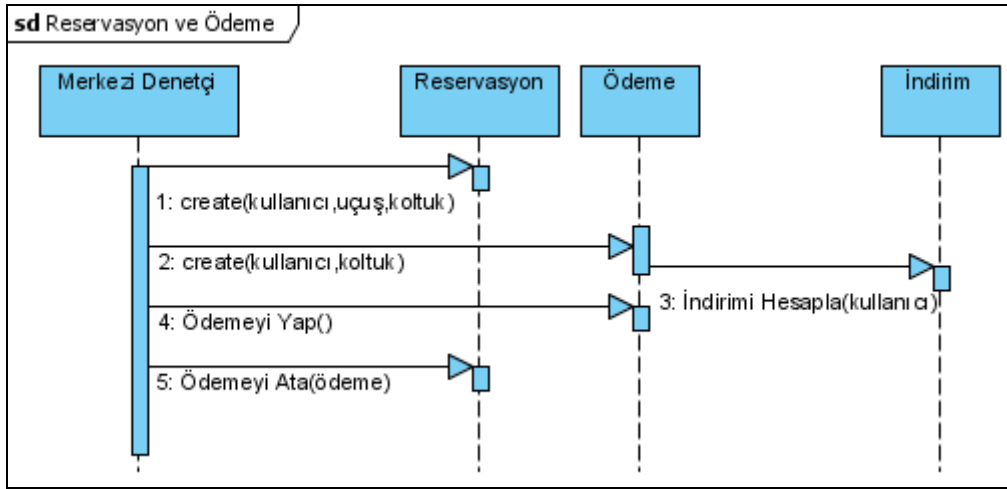 sd Reservasyon ve Ödeme
Merkezi Denetçi
Reservasyon
Ödeme
İndirim
1: create(kullanıcı,uçuş,koltuk)
2: create(kullanıcı,koltuk)
3: İndirimi Hesapla(kullanıcı)
4: Ödemeyi Yap()
5: Ödemeyi Ata(ödeme)